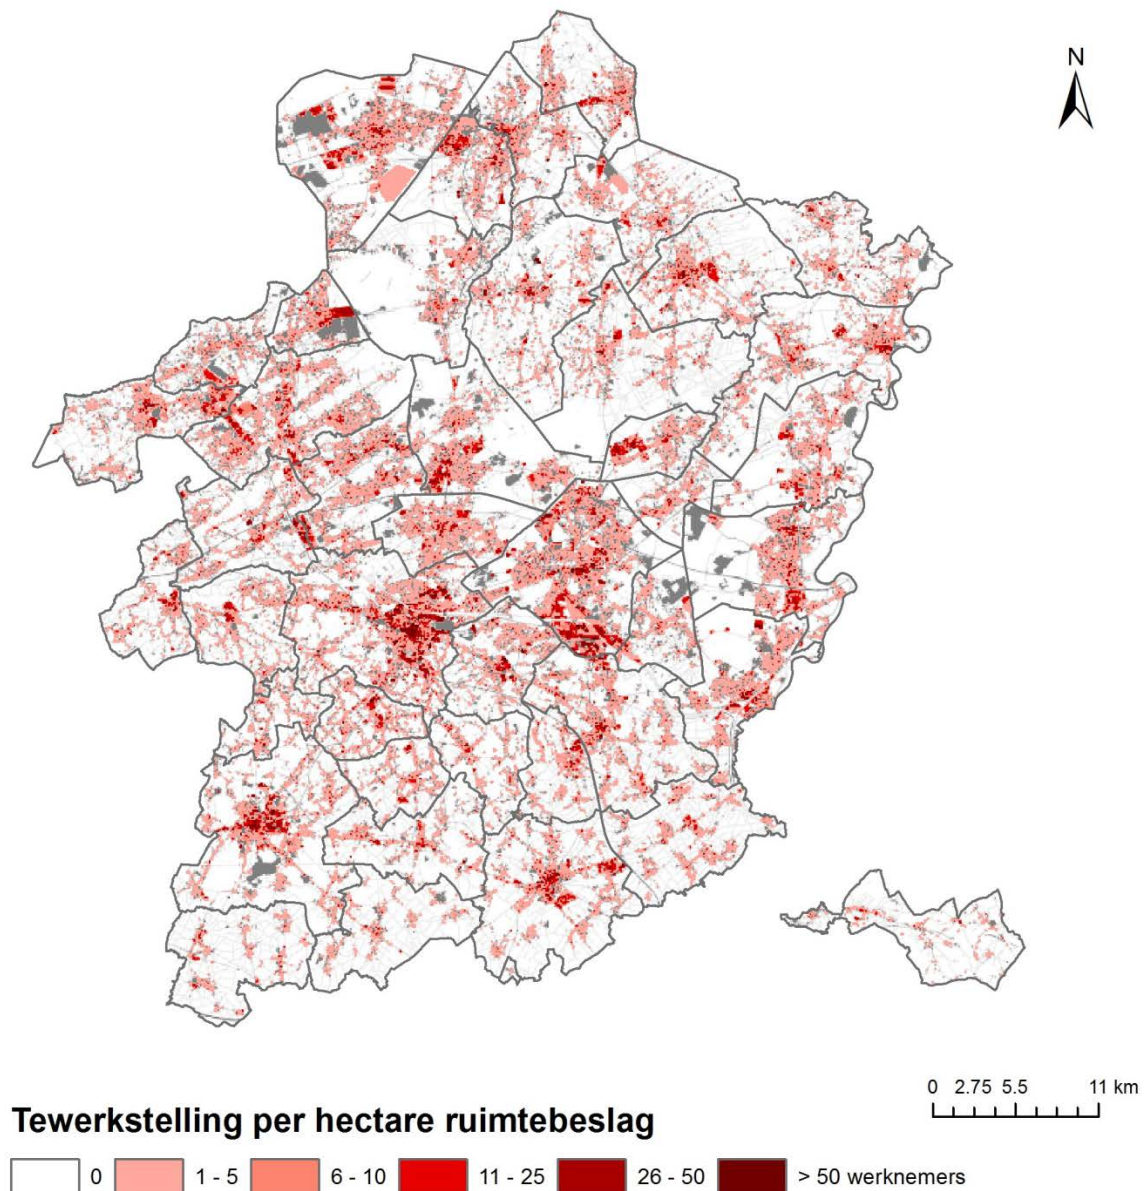 N
0 2.75 5.5 11 km
Tewerkstelling per hectare ruimtebeslag
0 1 - 5 6 - 10 11 - 25 26 - 50 > 50 werknemers